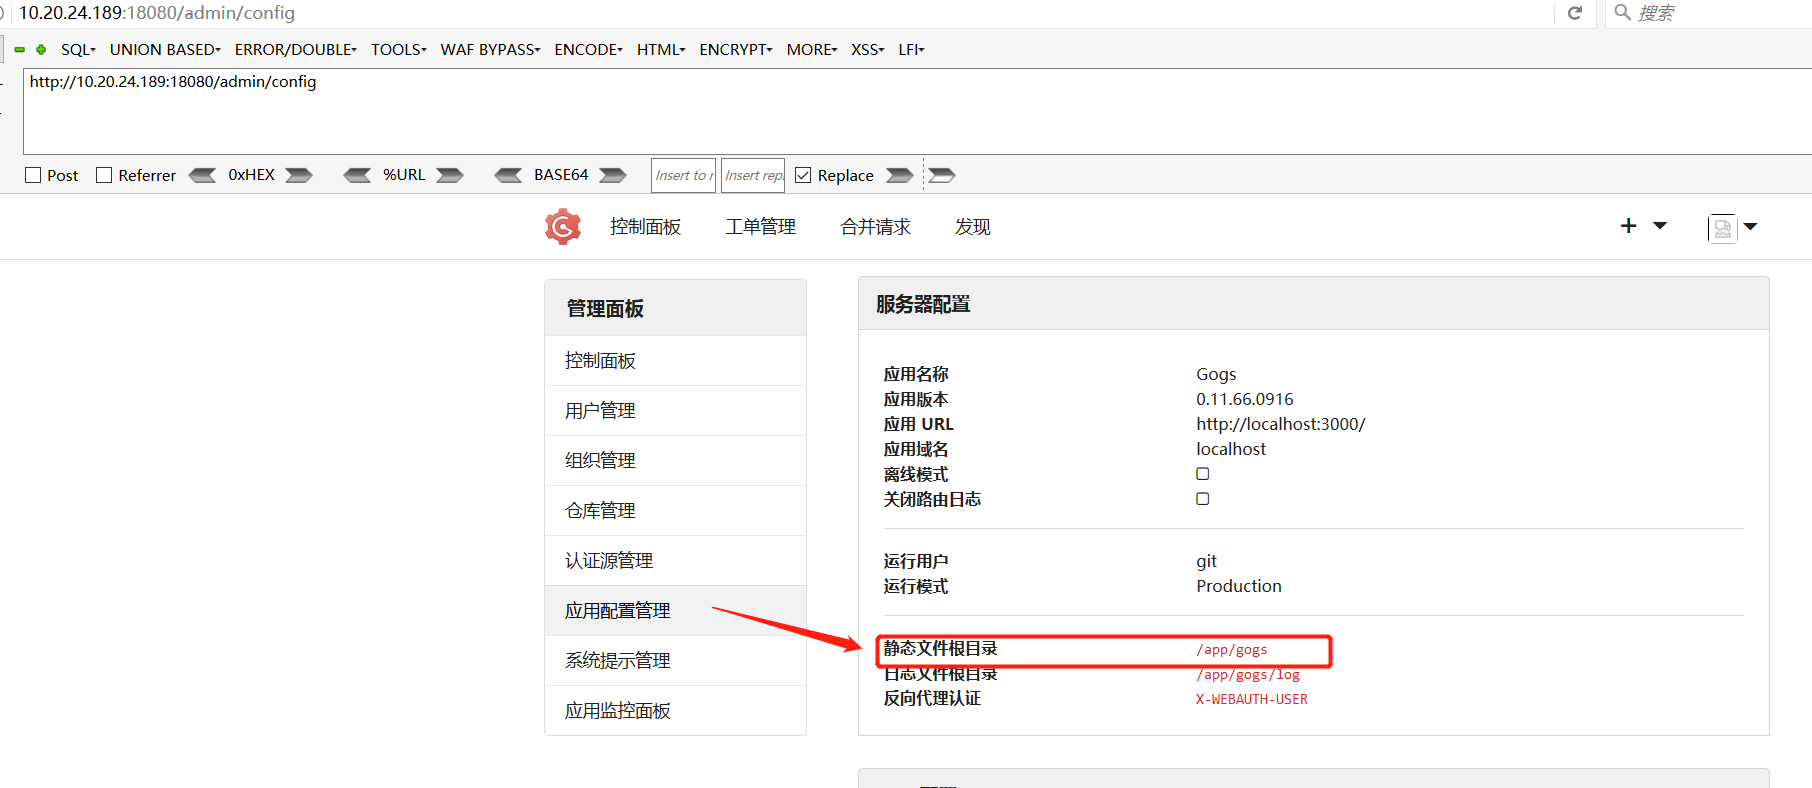 10.20.24.189:18080/admin/config
搜索
SQL UNION BASED ERROR/DOUBLE TOOLS WAF BYPASS ENCODE HTML ENCRYPT MORE XSS LFI
http://10.20.24.189:18080/admin/config
Post Referrer 0xHEX %URL BASE64 Insert to Insert Replace
控制面板 工单管理 合并请求 发现
管理面板
控制面板
用户管理
组织管理
仓库管理
认证源管理
应用配置管理
系统提示管理
应用监控面板
服务器配置
应用名称 Gogs
应用版本 0.11.66.0916
应用 URL http://localhost:3000/
应用域名 localhost
离线模式
关闭路由日志
运行用户 git
运行模式 Production
静态文件根目录 /app/gogs
日志文件根目录 /app/gogs/log
反向代理认证 X-WEBAUTH-USER